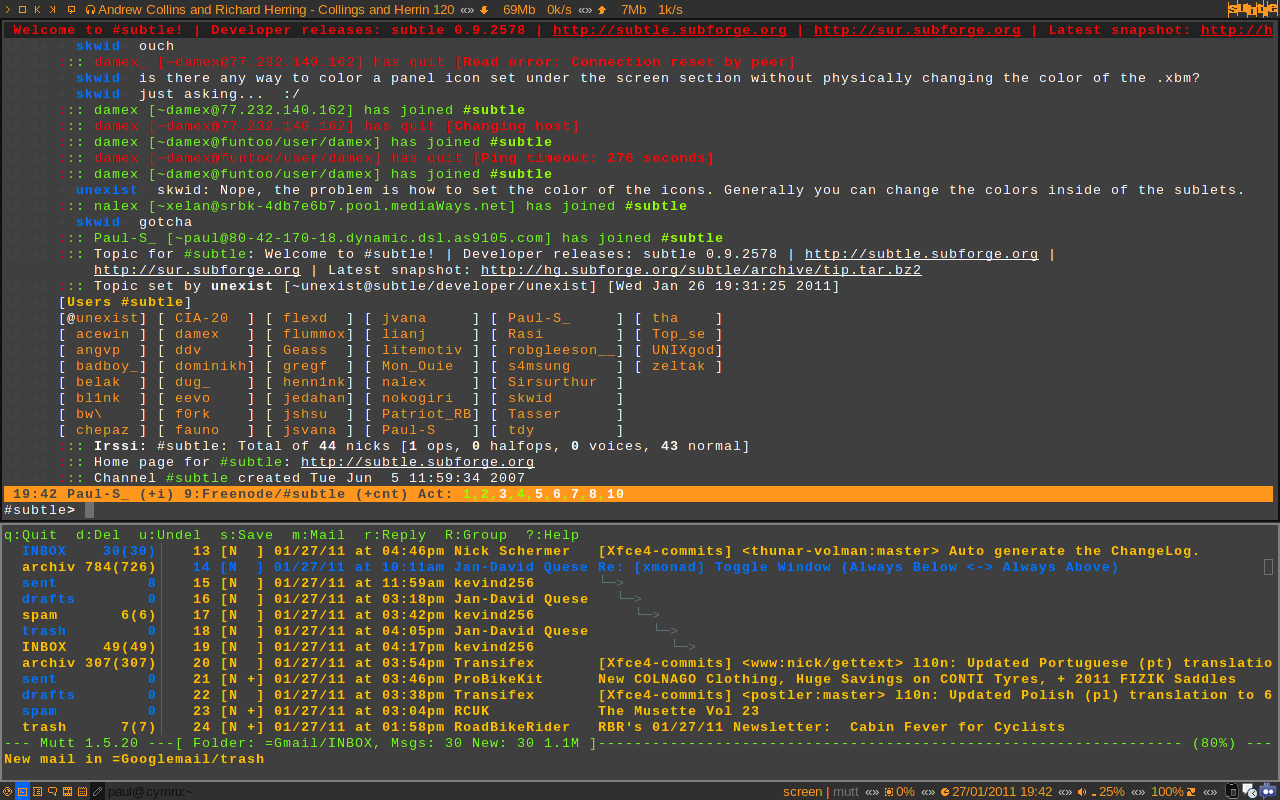 Andrew Collins and Richard Herring - Collings and Herrin 120 «» 69Mb 0k/s «» 7Mb 1k/s subtle
Welcome to #subtle! | Developer releases: subtle 0.9.2578 | http://subtle.subforge.org | http://sur.subforge.org | Latest snapshot: http://h
skwid ouch
19:15 ::: damex_ [~damex@77.232.140.162] has quit [Read error: Connection reset by peer]
19:15 skwid is there any way to color a panel icon set under the screen section without physically changing the color of the .xbm?
19:15 skwid just asking... :/
19:17 ::: damex [~damex@77.232.140.162] has joined #subtle
19:17 ::: damex [~damex@77.232.140.162] has quit [Changing host]
19:17 ::: damex [~damex@funtoo/user/damex] has joined #subtle
::: damex [~damex@funtoo/user/damex] has quit [Ping timeout: 276 seconds]
::: damex [~damex@funtoo/user/damex] has joined #subtle
unexist skwid: Nope, the problem is how to set the color of the icons. Generally you can change the colors inside of the sublets.
::: nalex [~xelan@srbk-4db7e6b7.pool.mediaWays.net] has joined #subtle
skwid gotcha
19:42 ::: Paul-S_ [~paul@80-42-170-18.dynamic.dsl.as9105.com] has joined #subtle
19:42 ::: Topic for #subtle: Welcome to #subtle! | Developer releases: subtle 0.9.2578 | http://subtle.subforge.org |
http://sur.subforge.org | Latest snapshot: http://hg.subforge.org/subtle/archive/tip.tar.bz2
19:42 ::: Topic set by unexist [~unexist@subtle/developer/unexist] [Wed Jan 26 19:31:25 2011]
19:42 [Users #subtle]
19:42 [@unexist] [ CIA-20 ] [ flexd ] [ jvana ] [ Paul-S_ ] [ tha ]
19:42 [ acewin ] [ damex ] [ flummox] [ lianj ] [ Rasi ] [ Top_se ]
19:42 [ angvp ] [ ddv ] [ Geass ] [ litemotiv ] [ robgleeson__] [ UNIXgod]
19:42 [ badboy_] [ dominikh] [ gregf ] [ Mon_Ouie ] [ s4msung ] [ zeltak ]
19:42 [ belak ] [ dug_ ] [ henn1nk] [ nalex ] [ Sirsurthur ]
19:42 [ bl1nk ] [ eevo ] [ jedahan] [ nokogiri ] [ skwid ]
19:42 [ bw\ ] [ f0rk ] [ jshsu ] [ Patriot_RB] [ Tasser ]
19:42 [ chepaz ] [ fauno ] [ jsvana ] [ Paul-S ] [ tdy ]
19:42 ::: Irssi: #subtle: Total of 44 nicks [1 ops, 0 halfops, 0 voices, 43 normal]
19:42 ::: Home page for #subtle: http://subtle.subforge.org
19:42 ::: Channel #subtle created Tue Jun 5 11:59:34 2007
19:42 Paul-S_ (+i) 9:Freenode/#subtle (+cnt) Act: 1,2,3,4,5,6,7,8,10
#subtle>
q:Quit d:Del u:Undel s:Save m:Mail r:Reply R:Group ?:Help
INBOX 30(30) 13 [N ] 01/27/11 at 04:46pm Nick Schermer [Xfce4-commits] <thunar-volman:master> Auto generate the ChangeLog.
archiv 784(726) 14 [N ] 01/27/11 at 10:11am Jan-David Quese Re: [xmonad] Toggle Window (Always Below <-> Always Above)
sent 8 15 [N ] 01/27/11 at 11:59am kevind256 └─>
drafts 0 16 [N ] 01/27/11 at 03:18pm Jan-David Quese └─>
spam 6(6) 17 [N ] 01/27/11 at 03:42pm kevind256 └─>
trash 0 18 [N ] 01/27/11 at 04:05pm Jan-David Quese └─>
INBOX 49(49) 19 [N ] 01/27/11 at 04:17pm kevind256 └─>
archiv 307(307) 20 [N ] 01/27/11 at 03:54pm Transifex [Xfce4-commits] <www:nick/gettext> l10n: Updated Portuguese (pt) translatio
sent 0 21 [N +] 01/27/11 at 03:46pm ProBikeKit New COLNAGO Clothing, Huge Savings on CONTI Tyres, + 2011 FIZIK Saddles
drafts 0 22 [N ] 01/27/11 at 03:38pm Transifex [Xfce4-commits] <postler:master> l10n: Updated Polish (pl) translation to 6
spam 0 23 [N +] 01/27/11 at 03:04pm RCUK The Musette Vol 23
trash 7(7) 24 [N +] 01/27/11 at 01:58pm RoadBikeRider RBR's 01/27/11 Newsletter: Cabin Fever for Cyclists
--- Mutt 1.5.20 ---[ Folder: =Gmail/INBOX, Msgs: 30 New: 30 1.1M ]----------------------------------------------------------------- (80%) ---
New mail in =Googlemail/trash
paul@cymru:~ screen | mutt «» 0% «» 27/01/2011 19:42 «» 25% «» 100% «»